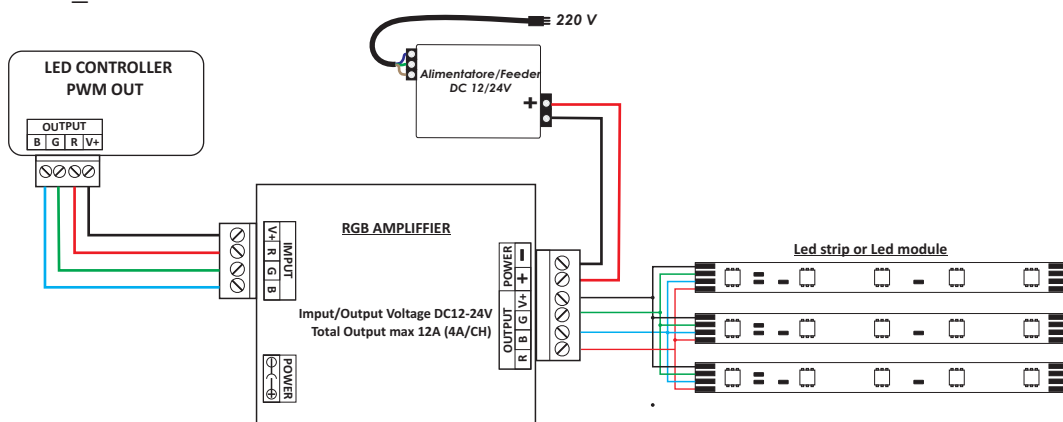 220 V
LED CONTROLLER
PWM OUT
OUTPUT
B G R V+
Alimentatore/Feeder
DC 12/24V
+
RGB AMPLIFFIER
IMPUT
V+ R G B
POWER
− +
OUTPUT
V+ G B R
Imput/Output Voltage DC12-24V
Total Output max 12A (4A/CH)
POWER
Led strip or Led module